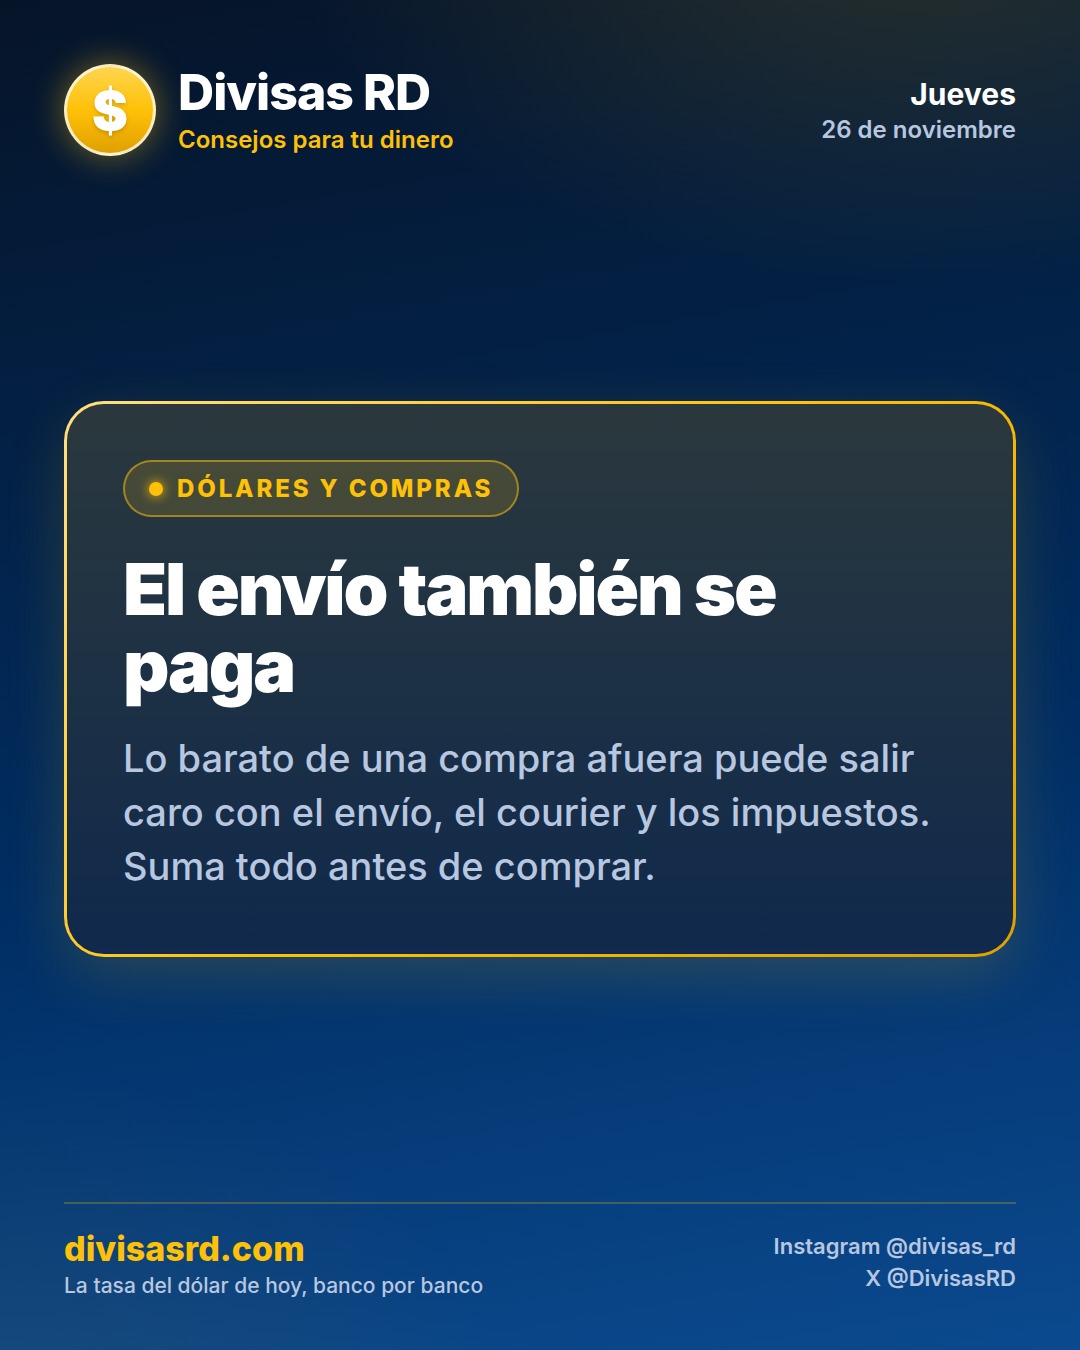 $
Divisas RD
Consejos para tu dinero
Jueves
26 de noviembre
DÓLARES Y COMPRAS
El envío también se
paga
Lo barato de una compra afuera puede salir
caro con el envío, el courier y los impuestos.
Suma todo antes de comprar.
divisasrd.com
La tasa del dólar de hoy, banco por banco
Instagram @divisas_rd
X @DivisasRD